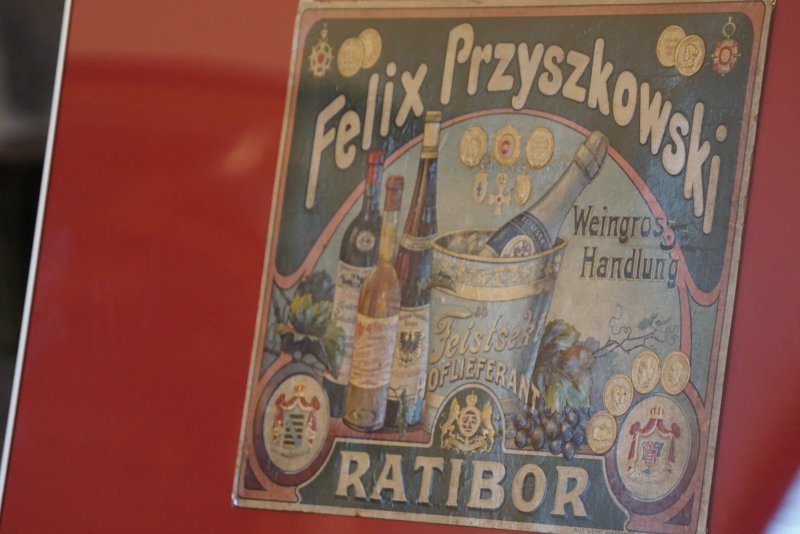 Felix Przyszkowski
Weingross-
Handlung
Feistsekt
HOFLIEFERANT
RATIBOR